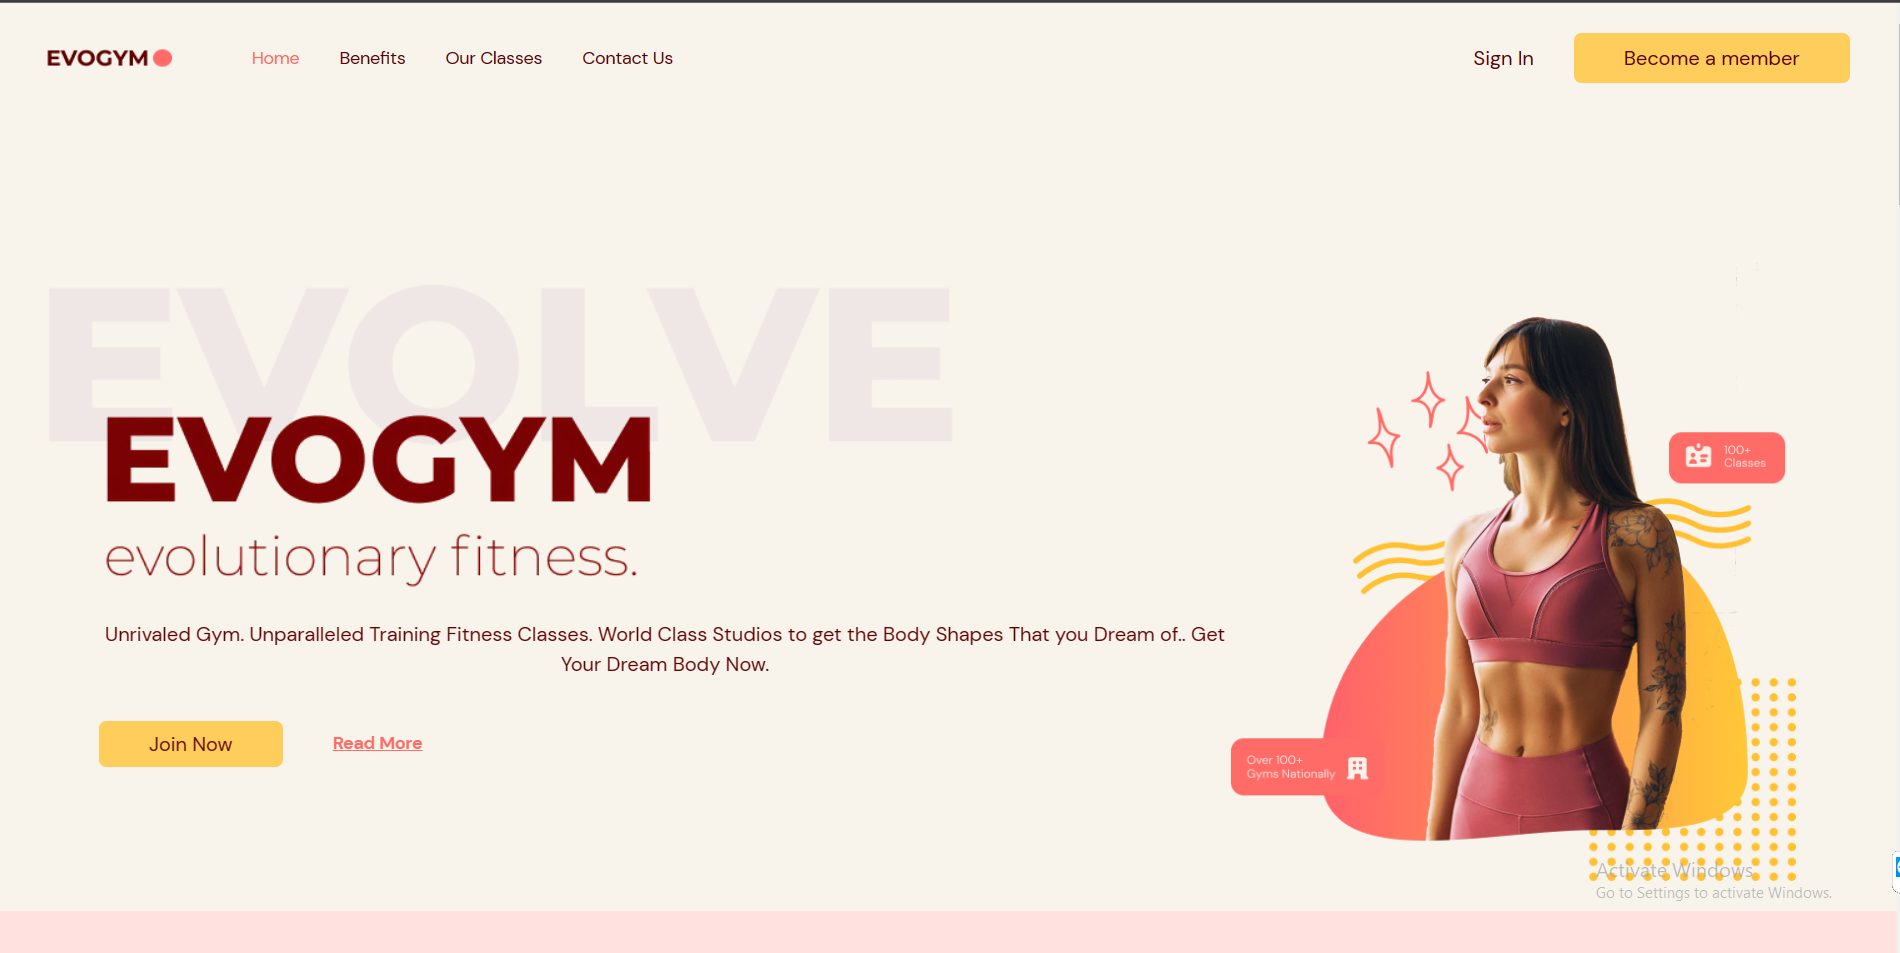 EVOGYM
Home
Benefits
Our Classes
Contact Us
Sign In
Become a member
EVOLVE
EVOGYM
evolutionary fitness.
Unrivaled Gym. Unparalleled Training Fitness Classes. World Class Studios to get the Body Shapes That you Dream of.. Get
Your Dream Body Now.
Join Now
Read More
100+
Classes
Over 100+
Gyms Nationally
Activate Windows
Go to Settings to activate Windows.